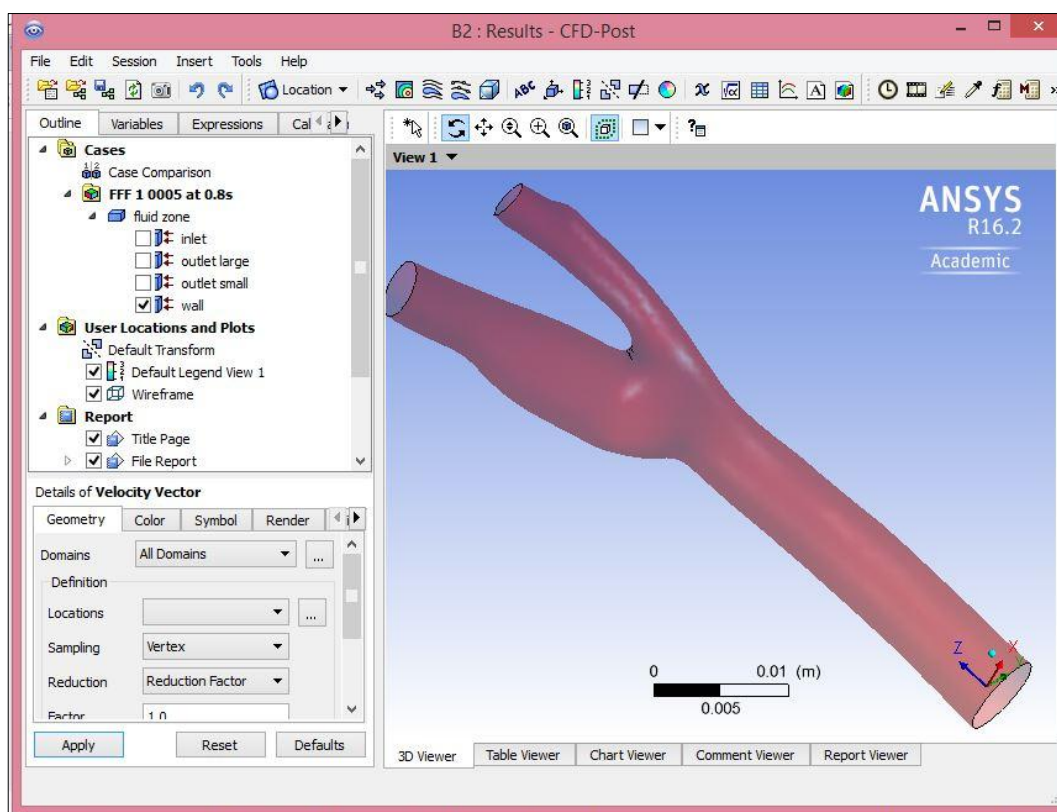 B2 : Results - CFD-Post
File Edit Session Insert Tools Help
Location
Outline Variables Expressions
View 1
Cases
Case Comparison
FFF 1 0005 at 0.8s
fluid zone
inlet
outlet large
outlet small
wall
User Locations and Plots
Default Transform
Default Legend View 1
Wireframe
Report
Title Page
File Report
Details of Velocity Vector
Geometry Color Symbol Render
Domains All Domains ...
Definition
Locations ...
Sampling Vertex
Reduction Reduction Factor
Factor 1.0
Apply Reset Defaults
ANSYS
R16.2
Academic
Z X
0 0.01 (m)
0.005
3D Viewer Table Viewer Chart Viewer Comment Viewer Report Viewer